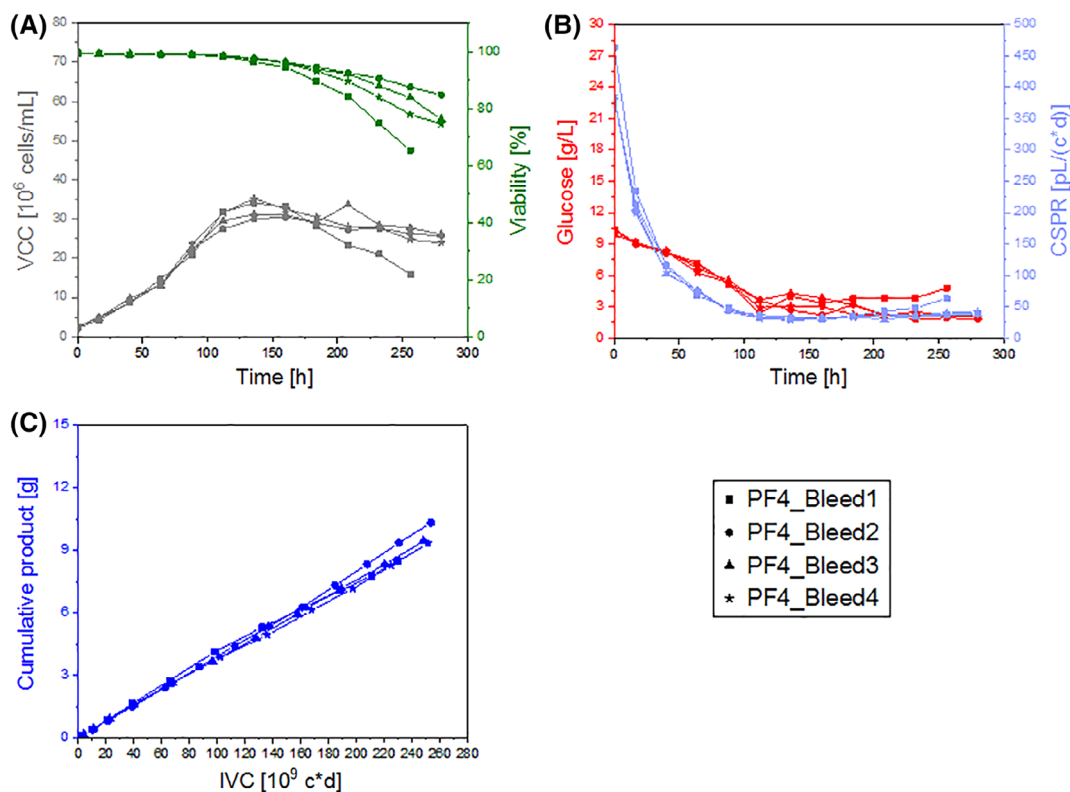 (A)
VCC [10⁶ cells/mL]
80
70
60
50
40
30
20
10
0
100
80
60
40
20
0
Viability [%]
0 50 100 150 200 250 300
Time [h]
(B)
Glucose [g/L]
30
27
24
21
18
15
12
9
6
3
0
500
450
400
350
300
250
200
150
100
50
0
CSPR [pL/(c*d)]
0 50 100 150 200 250 300
Time [h]
(C)
Cumulative product [g]
15
12
9
6
3
0
0 20 40 60 80 100 120 140 160 180 200 220 240 260 280
IVC [10⁹ c*d]
PF4_Bleed1
PF4_Bleed2
PF4_Bleed3
PF4_Bleed4